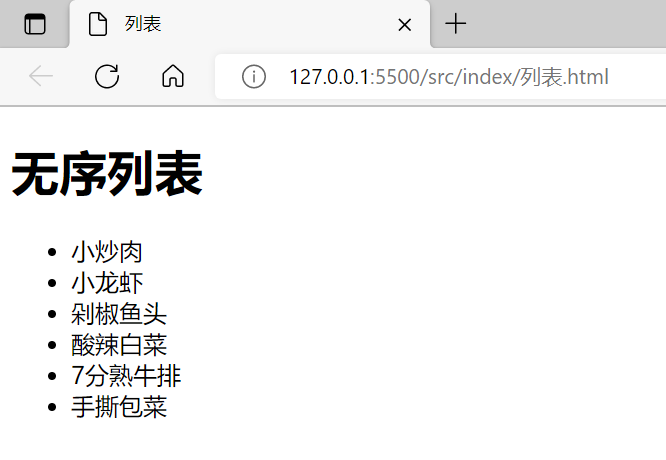 列表
127.0.0.1:5500/src/index/列表.html
无序列表
小炒肉
小龙虾
剁椒鱼头
酸辣白菜
7分熟牛排
手撕包菜